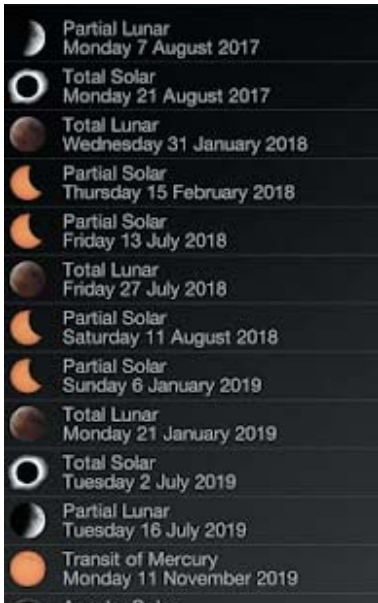 Partial Lunar
Monday 7 August 2017
Total Solar
Monday 21 August 2017
Total Lunar
Wednesday 31 January 2018
Partial Solar
Thursday 15 February 2018
Partial Solar
Friday 13 July 2018
Total Lunar
Friday 27 July 2018
Partial Solar
Saturday 11 August 2018
Partial Solar
Sunday 6 January 2019
Total Lunar
Monday 21 January 2019
Total Solar
Tuesday 2 July 2019
Partial Lunar
Tuesday 16 July 2019
Transit of Mercury
Monday 11 November 2019